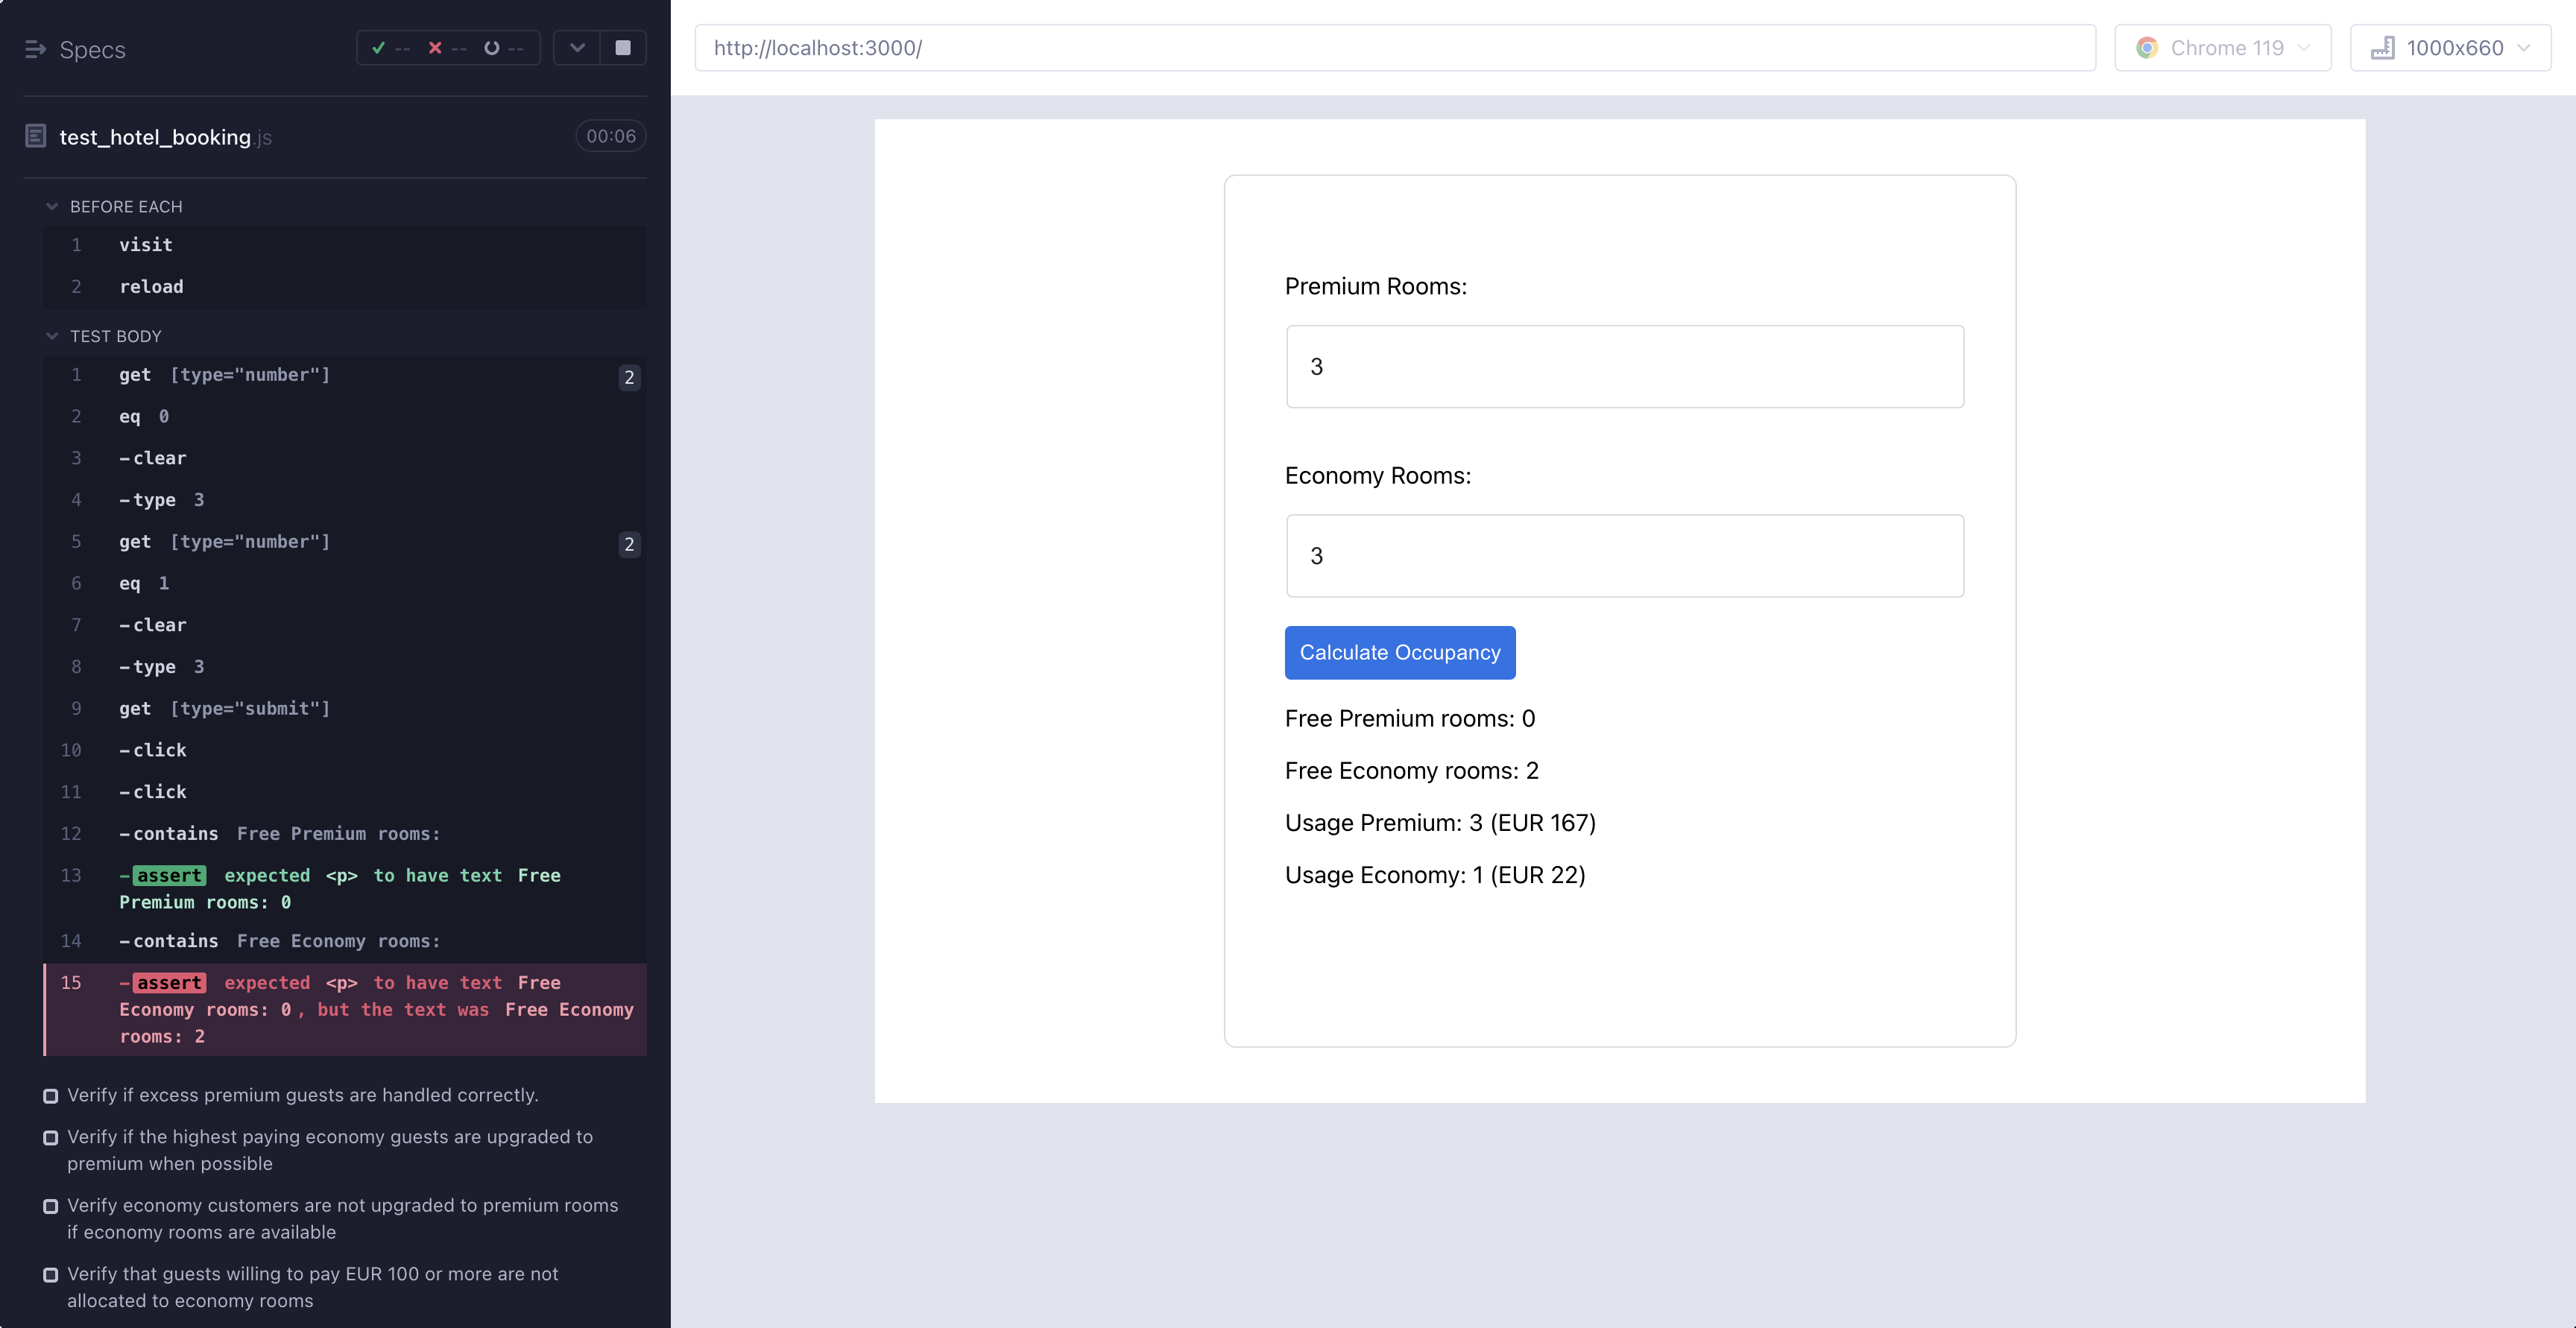 Specs
-- -- --
test_hotel_booking.js
00:06
BEFORE EACH
1 visit
2 reload
TEST BODY
1 get [type="number"] 2
2 eq 0
3 -clear
4 -type 3
5 get [type="number"] 2
6 eq 1
7 -clear
8 -type 3
9 get [type="submit"]
10 -click
11 -click
12 -contains Free Premium rooms:
13 -assert expected <p> to have text Free
Premium rooms: 0
14 -contains Free Economy rooms:
15 -assert expected <p> to have text Free
Economy rooms: 0, but the text was Free Economy
rooms: 2
Verify if excess premium guests are handled correctly.
Verify if the highest paying economy guests are upgraded to
premium when possible
Verify economy customers are not upgraded to premium rooms
if economy rooms are available
Verify that guests willing to pay EUR 100 or more are not
allocated to economy rooms
http://localhost:3000/
Chrome 119
1000x660
Premium Rooms:
3
Economy Rooms:
3
Calculate Occupancy
Free Premium rooms: 0
Free Economy rooms: 2
Usage Premium: 3 (EUR 167)
Usage Economy: 1 (EUR 22)